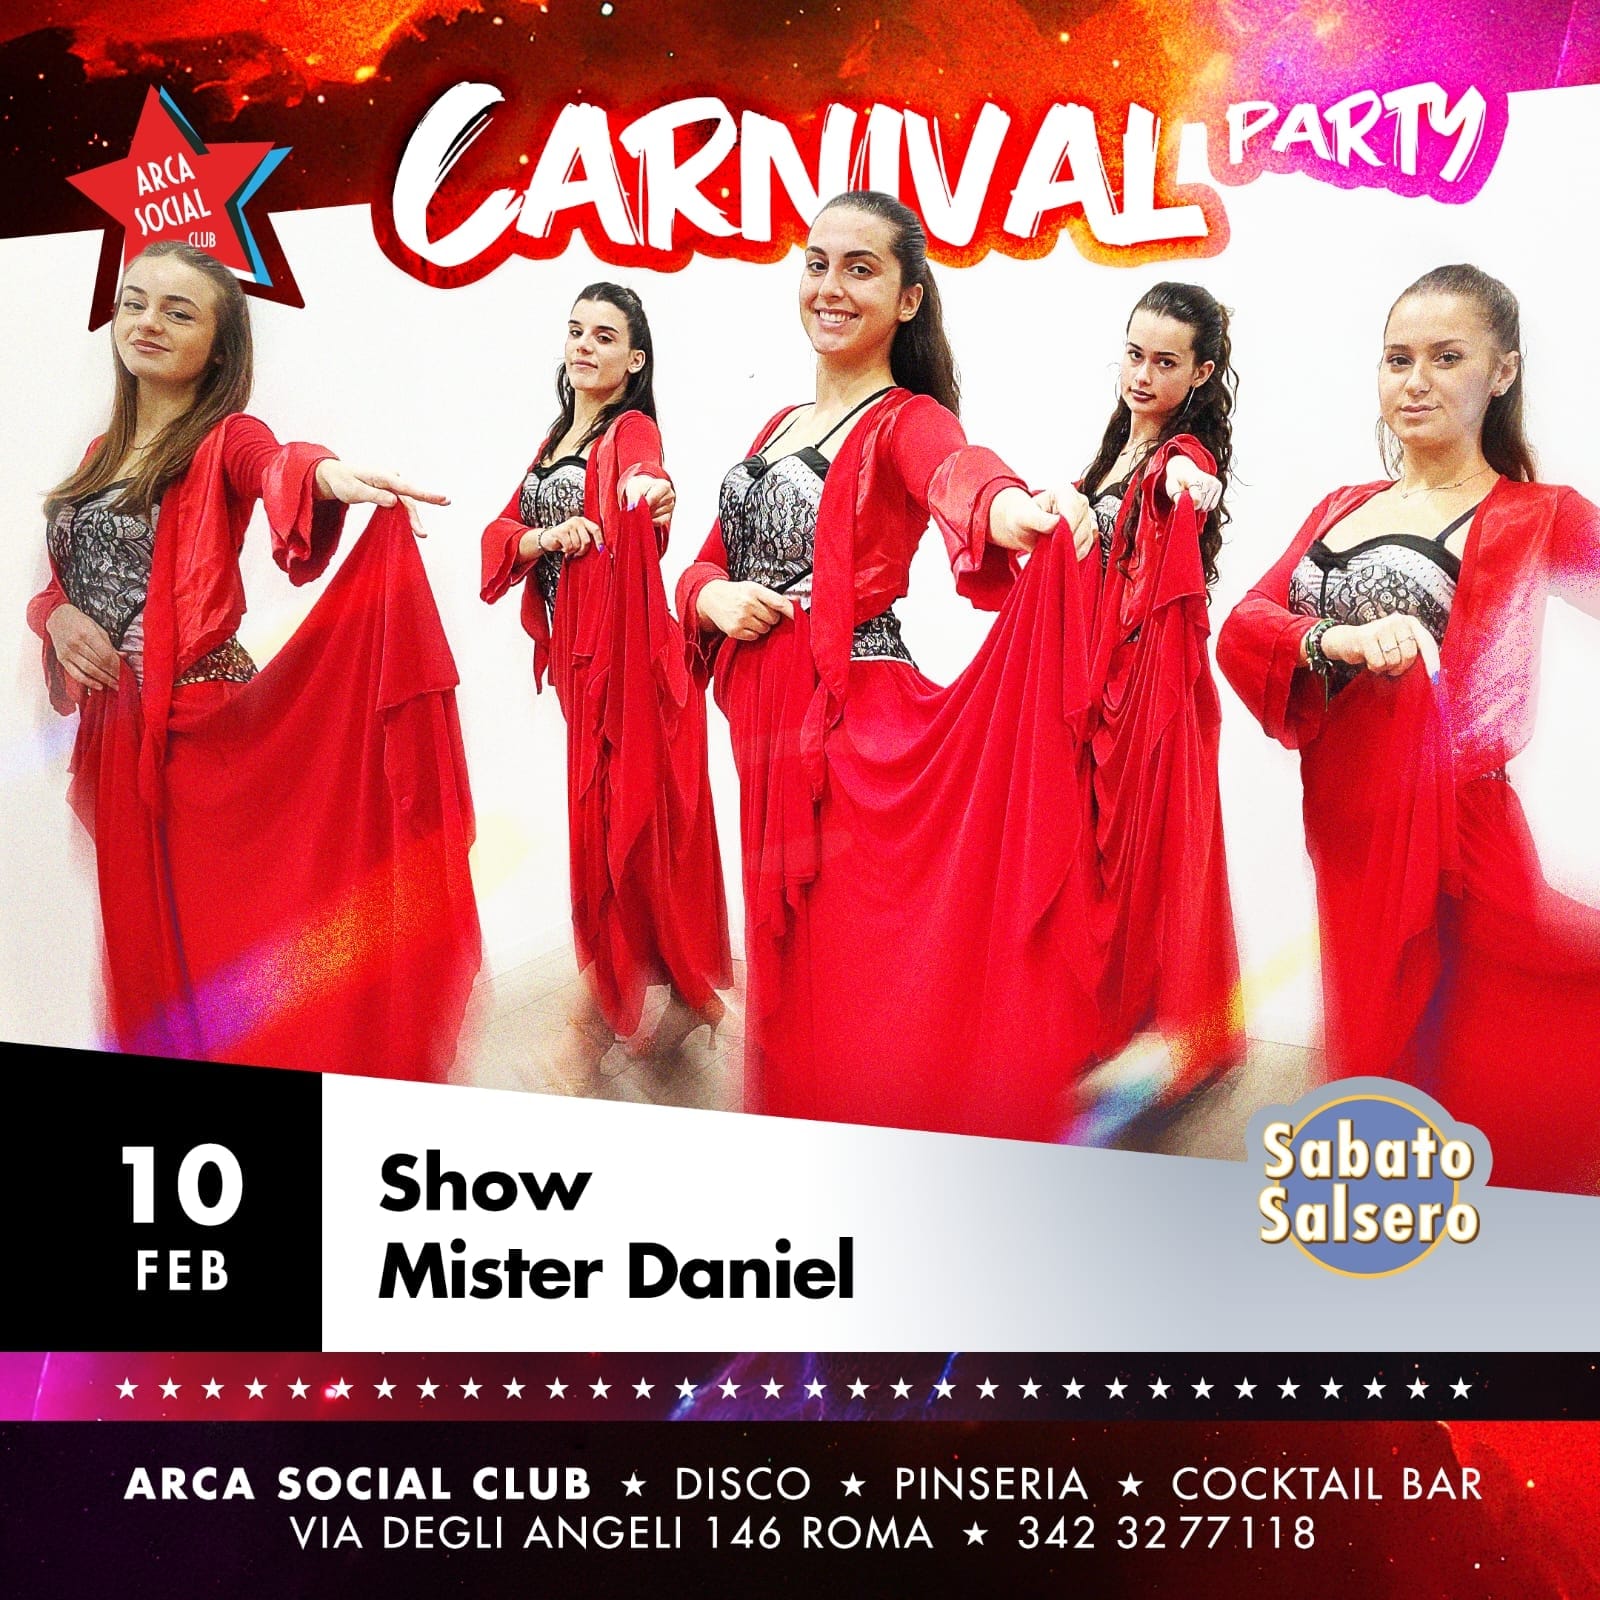 ARCA
SOCIAL
CLUB
CARNIVAL PARTY
10
FEB
Show
Mister Daniel
Sabato
Salsero
ARCA SOCIAL CLUB ★ DISCO ★ PINSERIA ★ COCKTAIL BAR
VIA DEGLI ANGELI 146 ROMA ★ 342 3277118